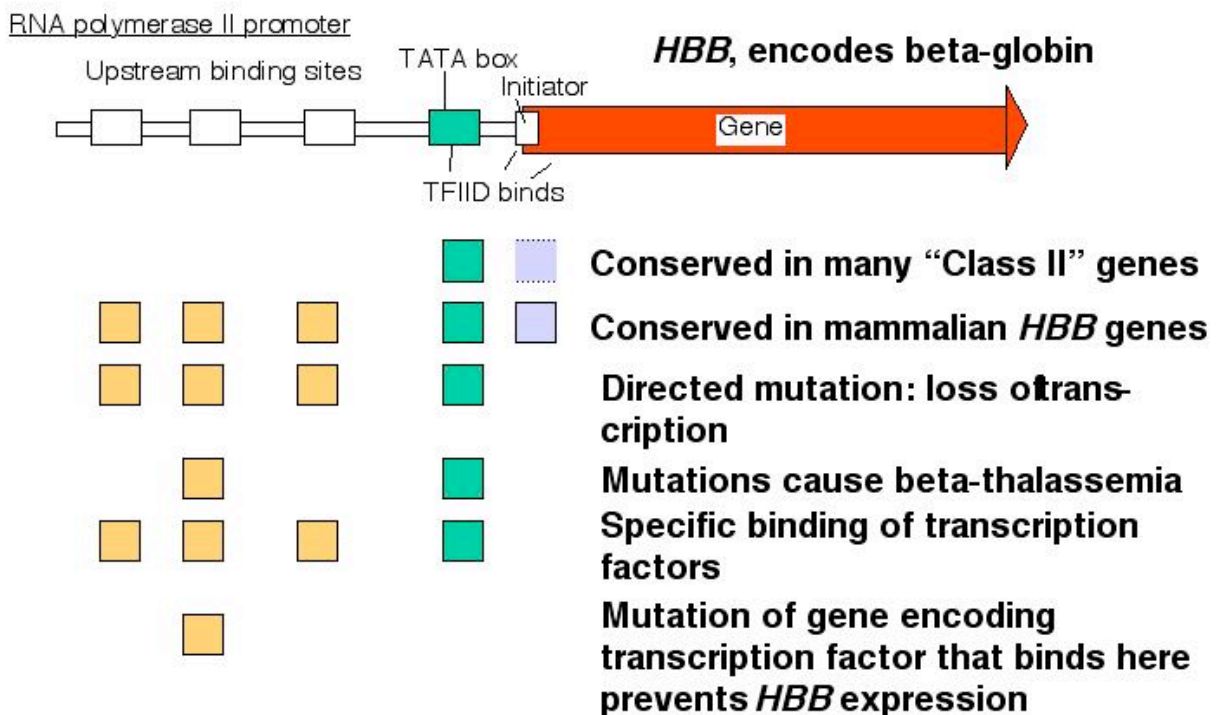 RNA polymerase II promoter
HBB, encodes beta-globin
Upstream binding sites
TATA box
Initiator
Gene
TFIID binds
Conserved in many “Class II” genes
Conserved in mammalian HBB genes
Directed mutation: loss of trans-
cription
Mutations cause beta-thalassemia
Specific binding of transcription
factors
Mutation of gene encoding
transcription factor that binds here
prevents HBB expression